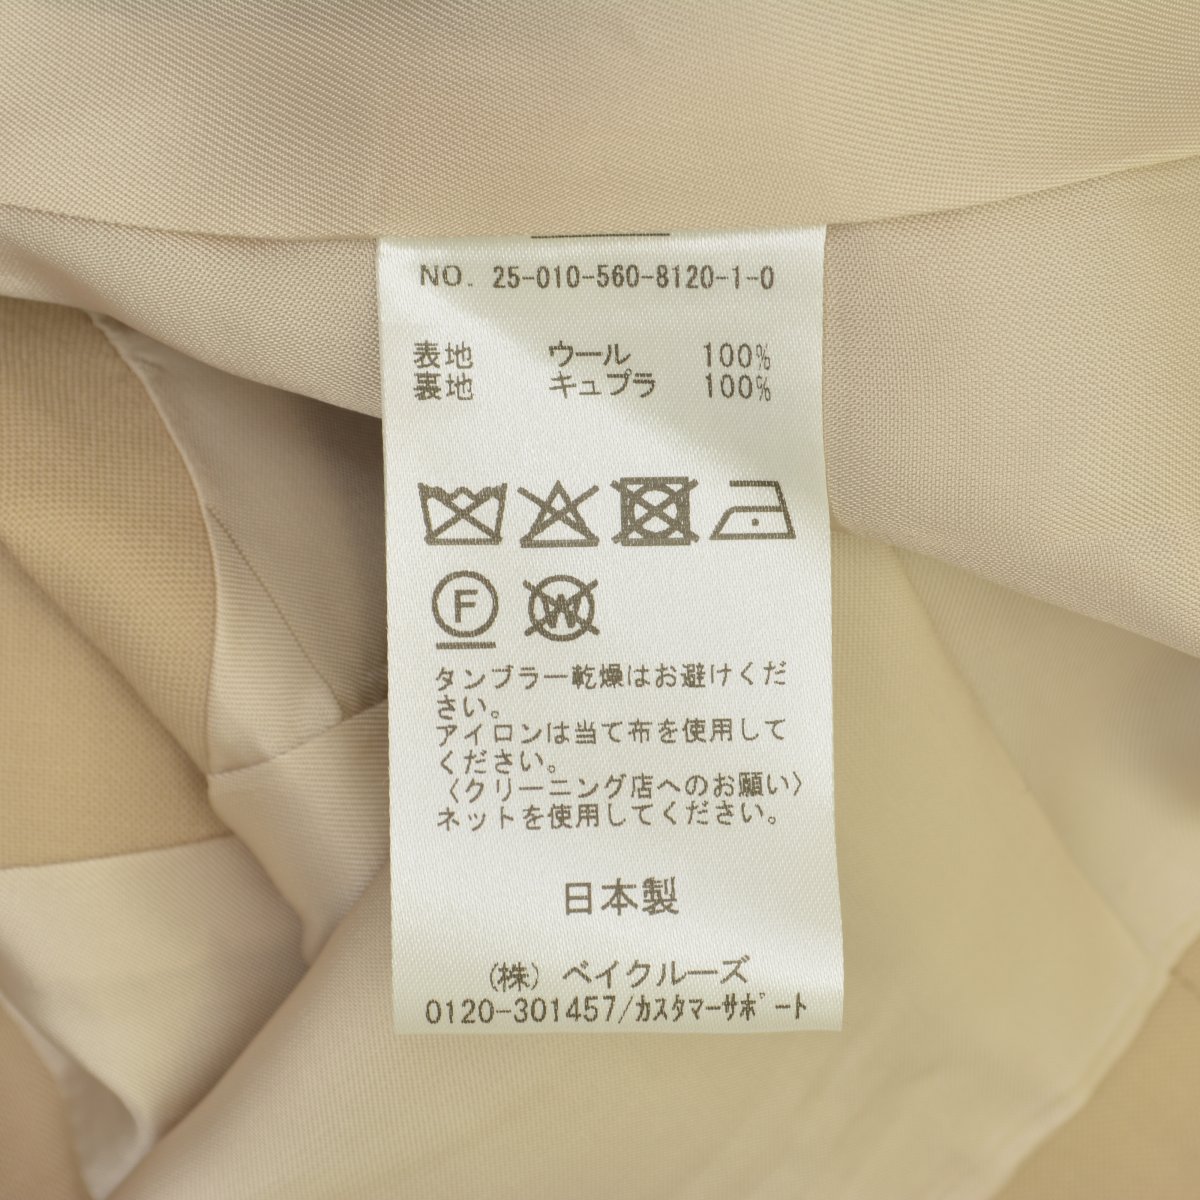 NO. 25-010-560-8120-1-0
表地 ウール 100%
裏地 キュプラ 100%
F W
タンブラー乾燥はお避けくだ
さい。
アイロンは当て布を使用して
ください。
〈クリーニング店へのお願い〉
ネットを使用してください。
日本製
(株) ベイクルーズ
0120-301457/カスタマーサポート